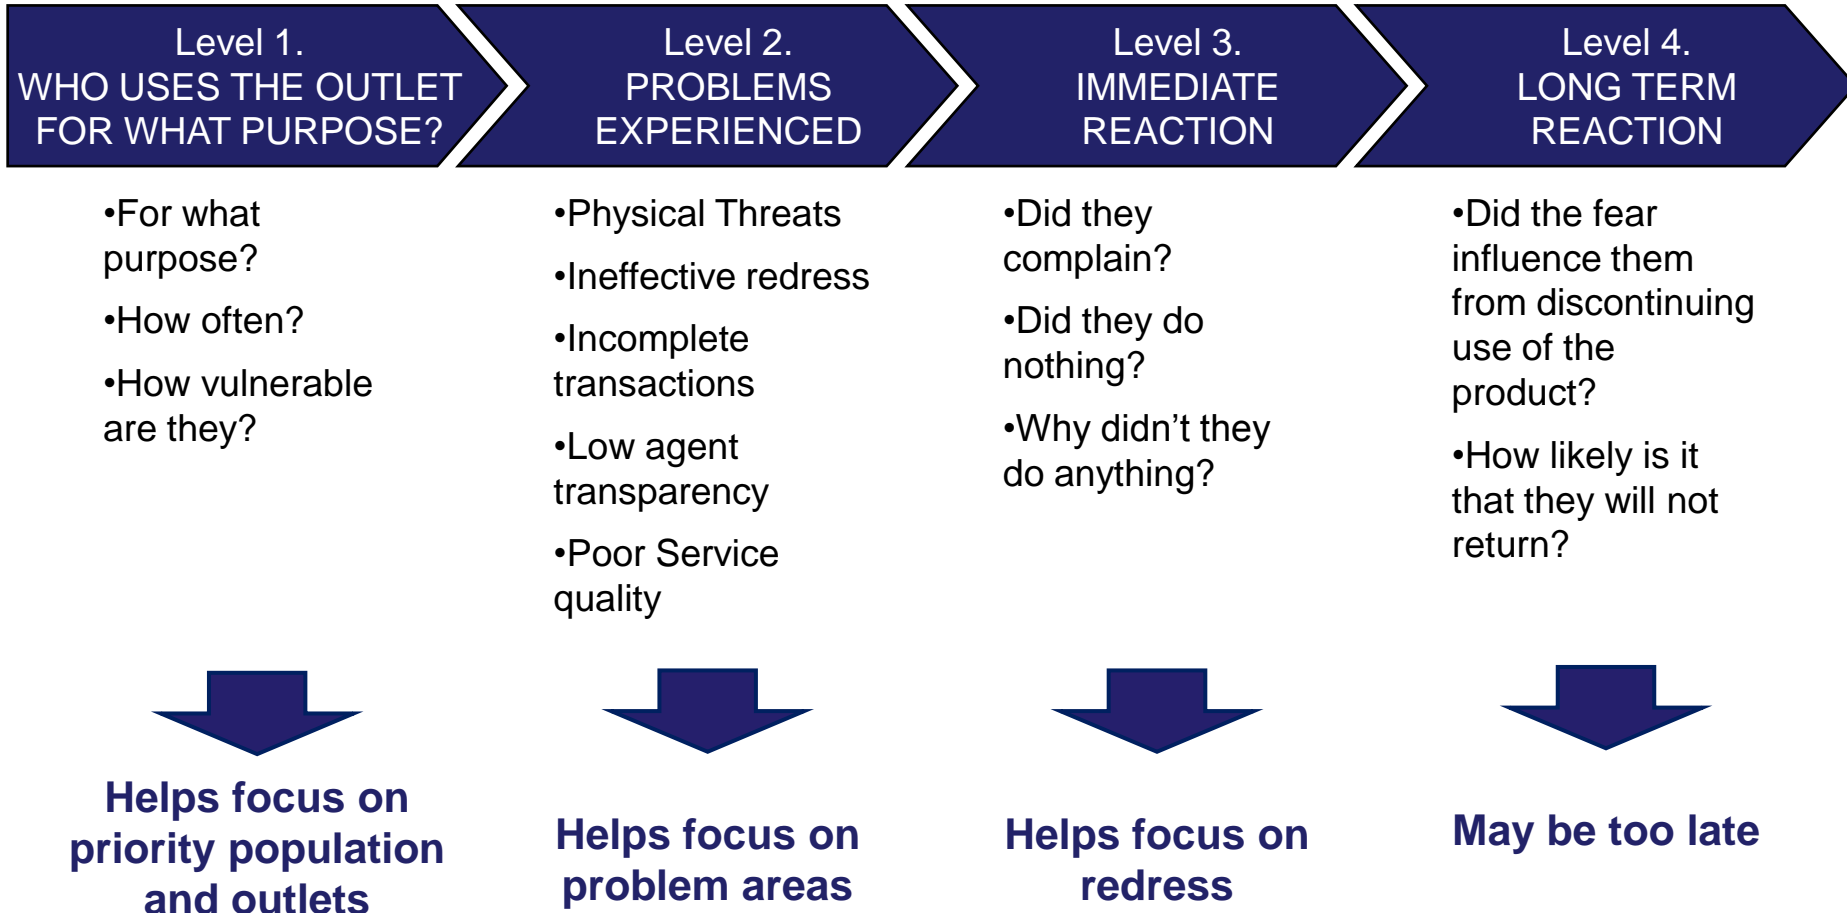 Level 1.
WHO USES THE OUTLET
FOR WHAT PURPOSE?
Level 2.
PROBLEMS
EXPERIENCED
Level 3.
IMMEDIATE
REACTION
Level 4.
LONG TERM
REACTION
•For what
purpose?
•How often?
•How vulnerable
are they?
•Physical Threats
•Ineffective redress
•Incomplete
transactions
•Low agent
transparency
•Poor Service
quality
•Did they
complain?
•Did they do
nothing?
•Why didn’t they
do anything?
•Did the fear
influence them
from discontinuing
use of the
product?
•How likely is it
that they will not
return?
Helps focus on
priority population
and outlets
Helps focus on
problem areas
Helps focus on
redress
May be too late